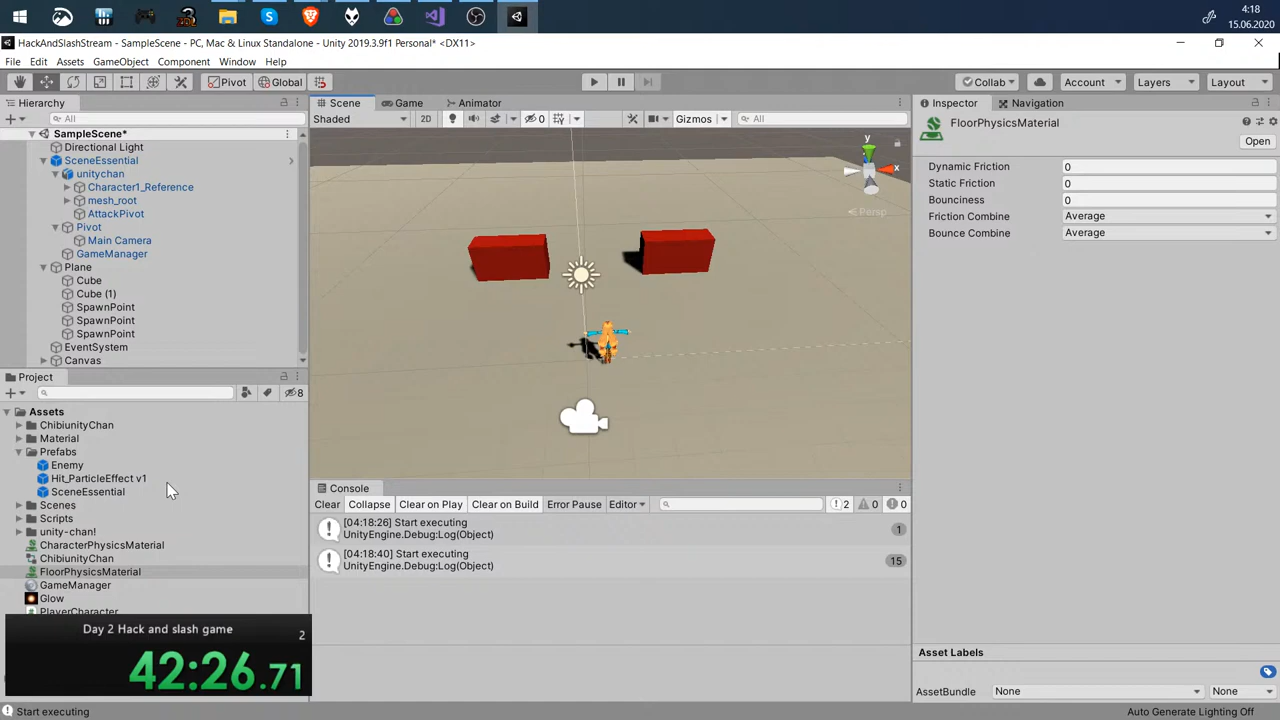 4:18
15.06.2020
HackAndSlashStream - SampleScene - PC, Mac & Linux Standalone - Unity 2019.3.9f1 Personal* <DX11>
File Edit Assets GameObject Component Window Help
Pivot Global Collab Account Layers Layout
Hierarchy
All
SampleScene*
Directional Light
SceneEssential
unitychan
Character1_Reference
mesh_root
AttackPivot
Pivot
Main Camera
GameManager
Plane
Cube
Cube (1)
SpawnPoint
SpawnPoint
SpawnPoint
EventSystem
Canvas
Scene Game Animator
Shaded 2D 0 Gizmos All
y
x
Persp
Inspector Navigation
FloorPhysicsMaterial
Open
Dynamic Friction 0
Static Friction 0
Bounciness 0
Friction Combine Average
Bounce Combine Average
Project
8
Assets
ChibiunityChan
Material
Prefabs
Enemy
Hit_ParticleEffect v1
SceneEssential
Scenes
Scripts
unity-chan!
CharacterPhysicsMaterial
ChibiunityChan
FloorPhysicsMaterial
GameManager
Glow
PlayerCharacter
Console
Clear Collapse Clear on Play Clear on Build Error Pause Editor 2 0 0
[04:18:26] Start executing
UnityEngine.Debug:Log(Object)
1
[04:18:40] Start executing
UnityEngine.Debug:Log(Object)
15
Day 2 Hack and slash game
2
42:26.71
Asset Labels
AssetBundle None None
Start executing
Auto Generate Lighting Off